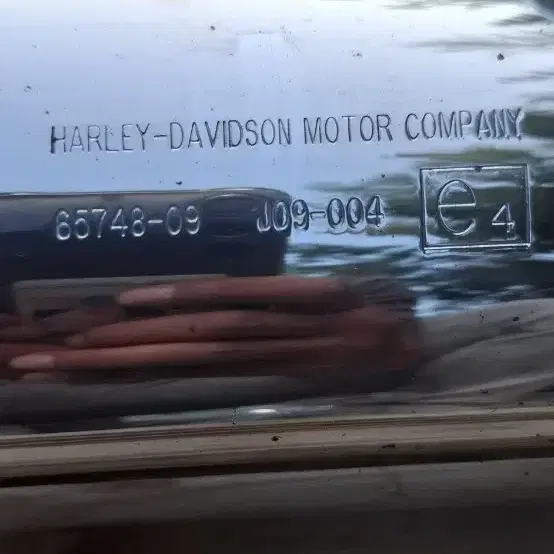 HARLEY-DAVIDSON MOTOR COMPANY
65748-09 J09-004 e4